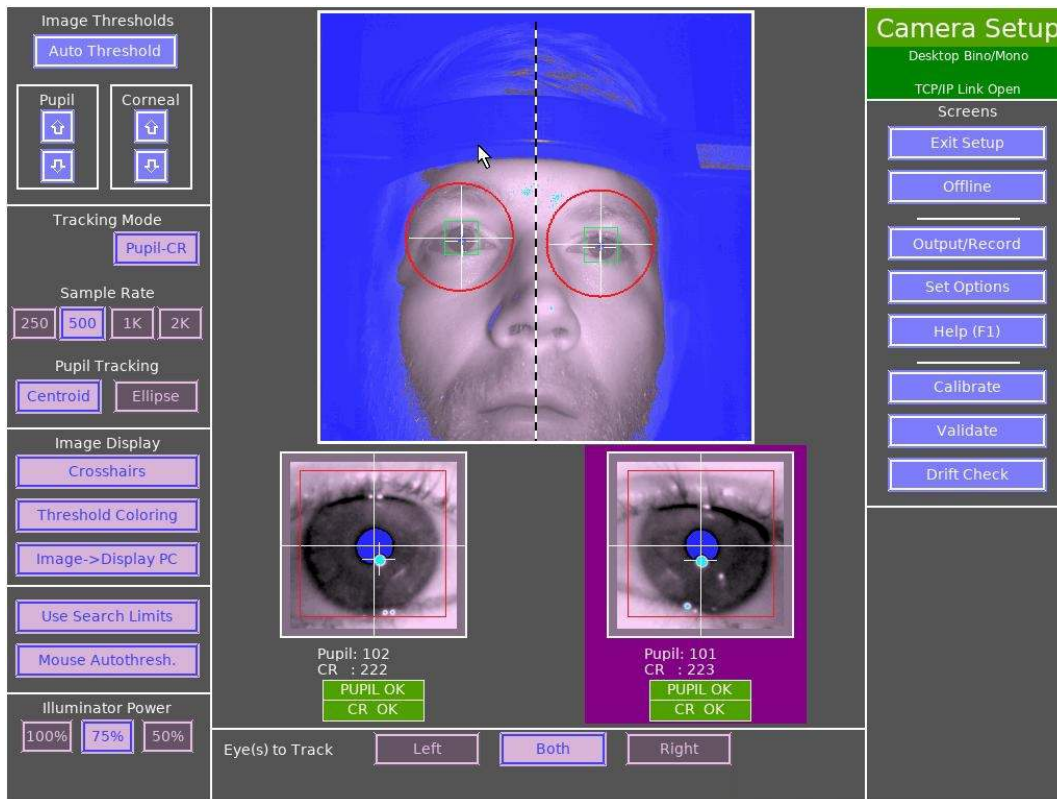 Image Thresholds
Auto Threshold
Pupil Corneal
Tracking Mode
Pupil-CR
Sample Rate
250 500 1K 2K
Pupil Tracking
Centroid Ellipse
Image Display
Crosshairs
Threshold Coloring
Image->Display PC
Use Search Limits
Mouse Autothresh.
Illuminator Power
100% 75% 50%
Pupil: 102
CR : 222
PUPIL OK
CR OK
Pupil: 101
CR : 223
PUPIL OK
CR OK
Eye(s) to Track Left Both Right
Camera Setup
Desktop Bino/Mono
TCP/IP Link Open
Screens
Exit Setup
Offline
Output/Record
Set Options
Help (F1)
Calibrate
Validate
Drift Check